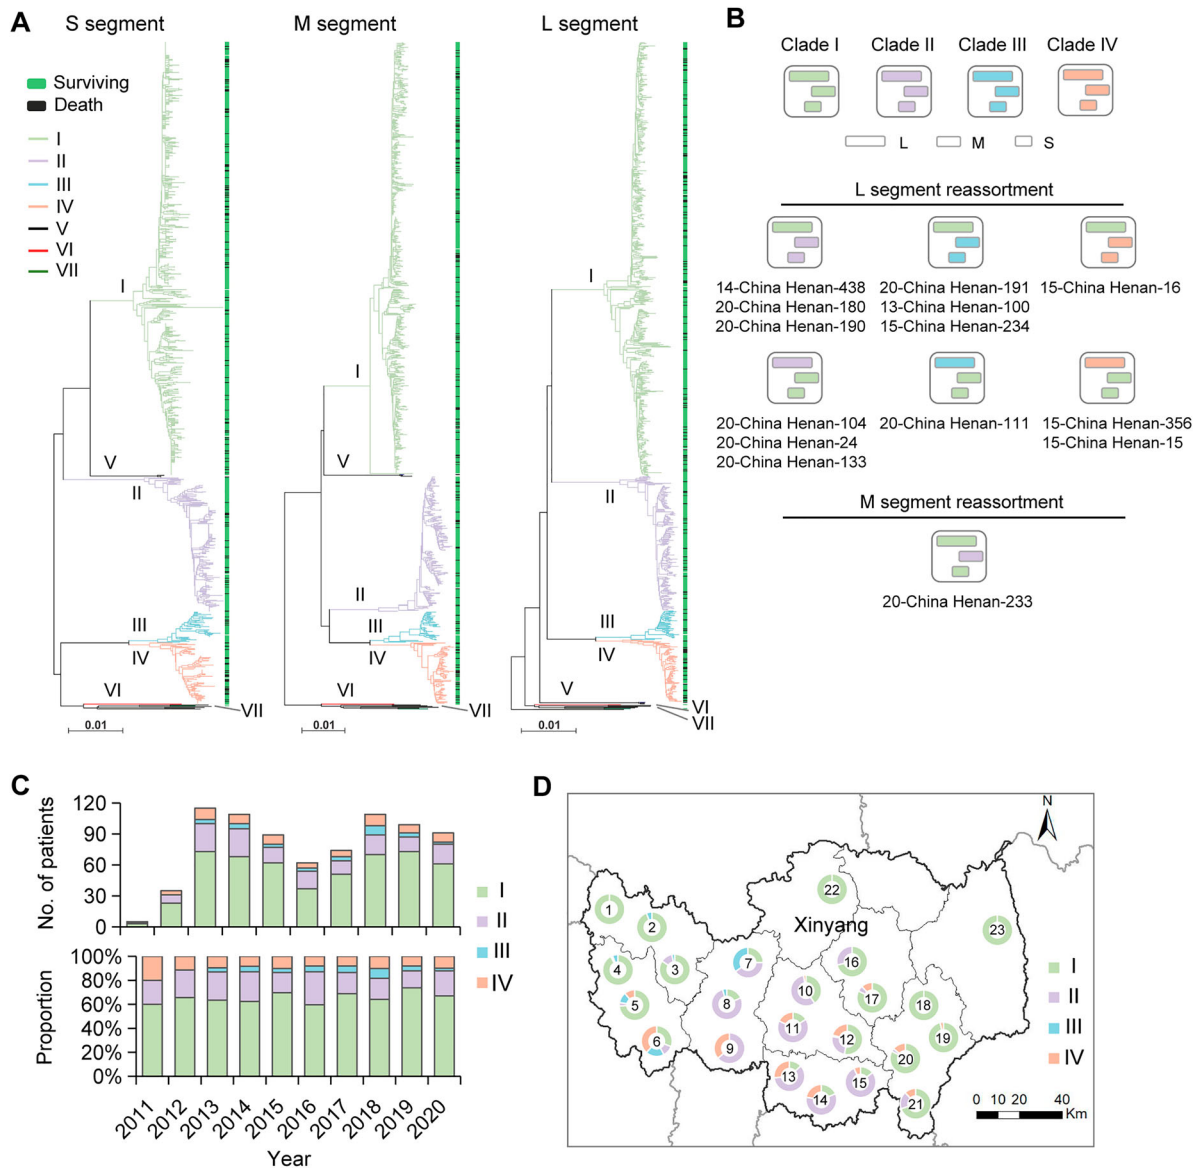 A
S segment
M segment
L segment
Surviving
Death
I
II
III
IV
V
VI
VII
I
V
II
III
IV
VI
VII
0.01
I
V
II
III
IV
VI
VII
0.01
I
II
III
IV
V
VI
VII
0.01
B
Clade I
Clade II
Clade III
Clade IV
L
M
S
L segment reassortment
14-China Henan-438
20-China Henan-180
20-China Henan-190
20-China Henan-191
13-China Henan-100
15-China Henan-234
15-China Henan-16
20-China Henan-104
20-China Henan-24
20-China Henan-133
20-China Henan-111
15-China Henan-356
15-China Henan-15
M segment reassortment
20-China Henan-233
C
No. of patients
120
90
60
30
0
Proportion
100%
80%
60%
40%
20%
0%
2011
2012
2013
2014
2015
2016
2017
2018
2019
2020
Year
I
II
III
IV
D
N
Xinyang
1
2
3
4
5
6
7
8
9
10
11
12
13
14
15
16
17
18
19
20
21
22
23
I
II
III
IV
0 10 20 40
Km